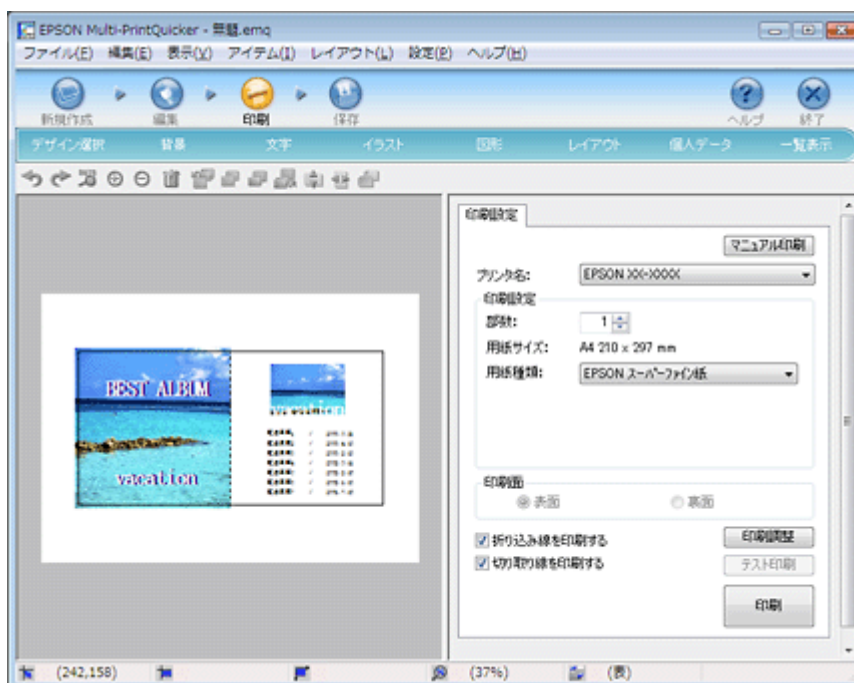 EPSON Multi-PrintQuicker - 無題.emq
ファイル(F) 編集(E) 表示(V) アイテム(I) レイアウト(L) 設定(P) ヘルプ(H)
新規作成 編集 印刷 保存 ヘルプ 終了
デザイン選択 背景 文字 イラスト 図形 レイアウト 個人データ 一覧表示
印刷設定
マニュアル印刷
プリンタ名: EPSON XX-XXXX
印刷設定
部数: 1
用紙サイズ: A4 210 x 297 mm
用紙種類: EPSON スーパーファイン紙
印刷面
表面 裏面
折り込み線を印刷する 印刷調整
切り取り線を印刷する テスト印刷
印刷
BEST ALBUM
vacation
vacation
(242,158) (37%) (表)